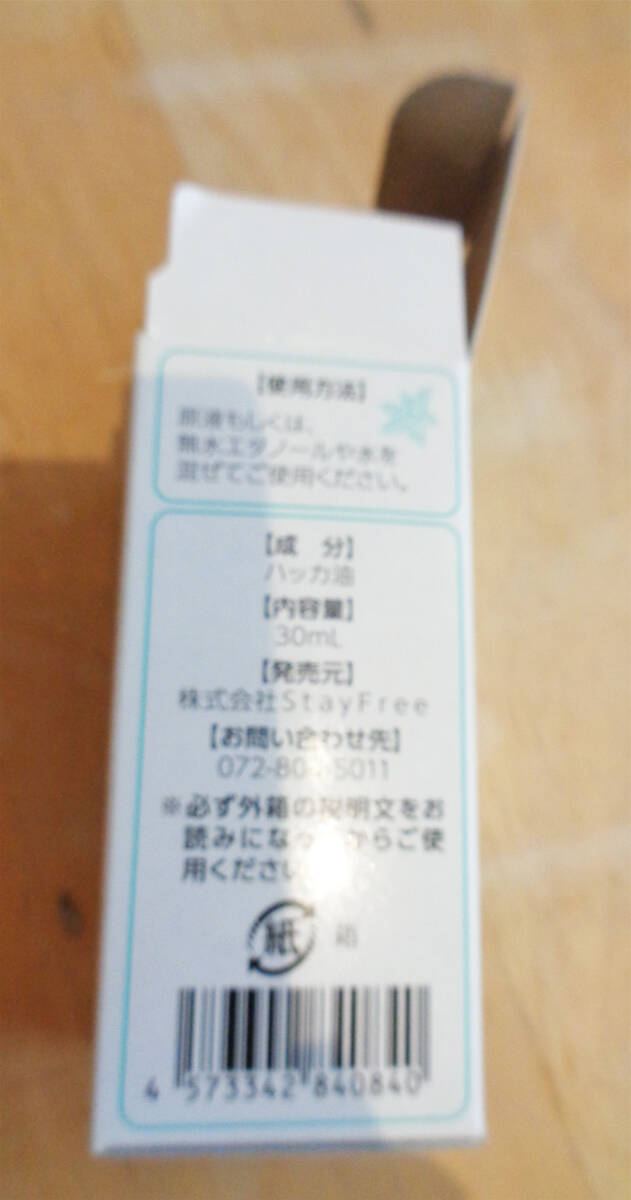 【使用方法】
原液もしくは、
無水エタノールや水を
混ぜてご使用ください。
【成 分】
ハッカ油
【内容量】
30mL
【発売元】
株式会社StayFree
【お問い合わせ先】
072-80 -5011
※必ず外箱の説明文をお
読みになってからご使
用ください。
紙 箱
4 573342 840840